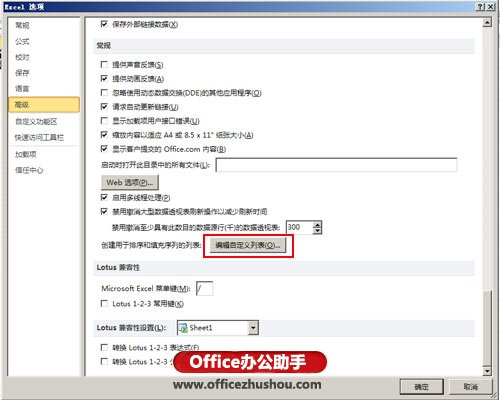 Excel 选项
常规
公式
校对
保存
语言
高级
自定义功能区
快速访问工具栏
加载项
信任中心
保存外部链接数据(X)
常规
提供声音反馈(S)
提供动画反馈(A)
忽略使用动态数据交换(DDE)的其他应用程序(O)
请求自动更新链接(U)
显示加载项用户接口错误(U)
缩放内容以适应 A4 或 8.5 x 11" 纸张大小(A)
显示客户提交的 Office.com 内容(B)
启动时打开此目录中的所有文件(L):
Web 选项(P)...
启用多线程处理(P)
禁用撤消大型数据透视表刷新操作以减少刷新时间
禁用撤消至少具有此数目的数据源行(千)的数据透视表: 300
创建用于排序和填充序列的列表: 编辑自定义列表(O)...
Lotus 兼容性
Microsoft Excel 菜单键(M): /
Lotus 1-2-3 常用键(K)
Lotus 兼容性设置(L): Sheet1
转换 Lotus 1-2-3 表达式(F)
转换 Lotus 1-2-3
Office办公助手
www.officezhushou.com
确定 取消